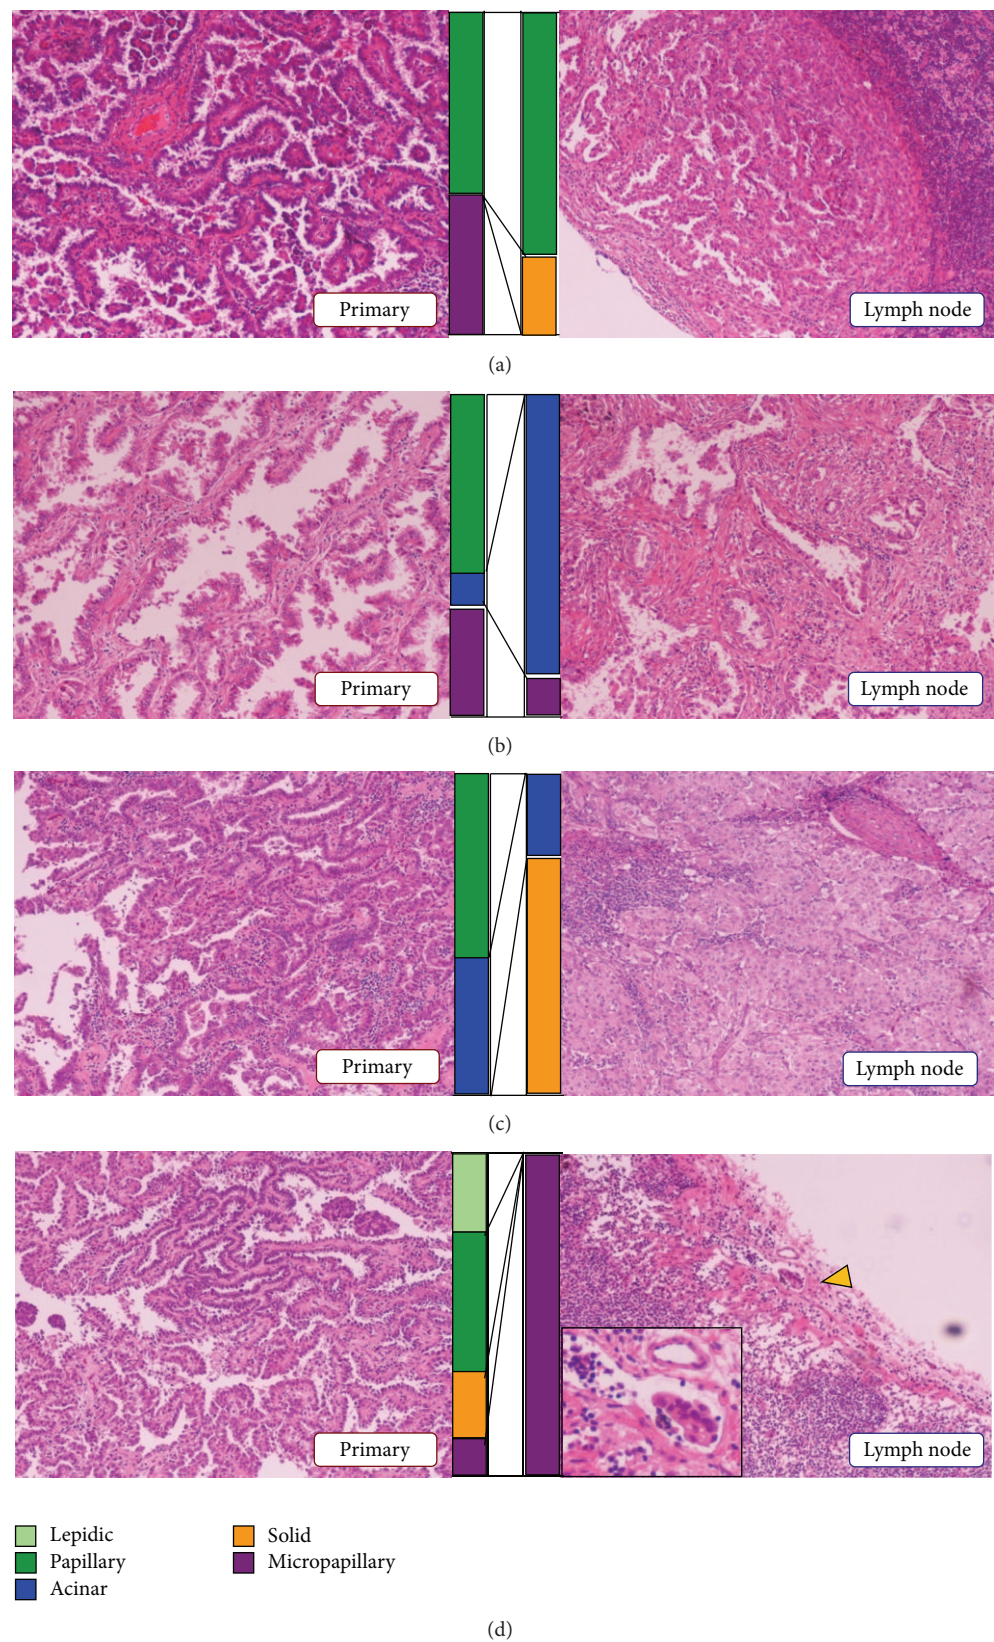 Primary
Lymph node
(a)
Primary
Lymph node
(b)
Primary
Lymph node
(c)
Primary
Lymph node
Lepidic
Solid
Papillary
Micropapillary
Acinar
(d)